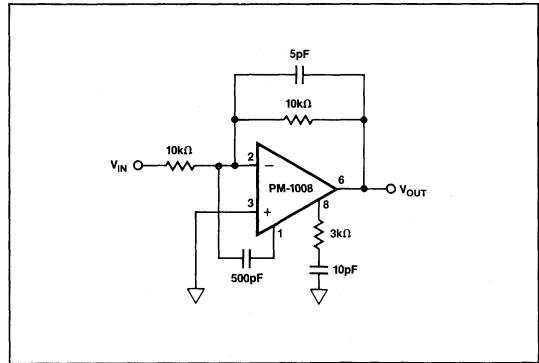 5pF
10kΩ
10kΩ
V_IN
2
−
PM-1008
6
V_OUT
3
+
8
1
3kΩ
500pF
10pF